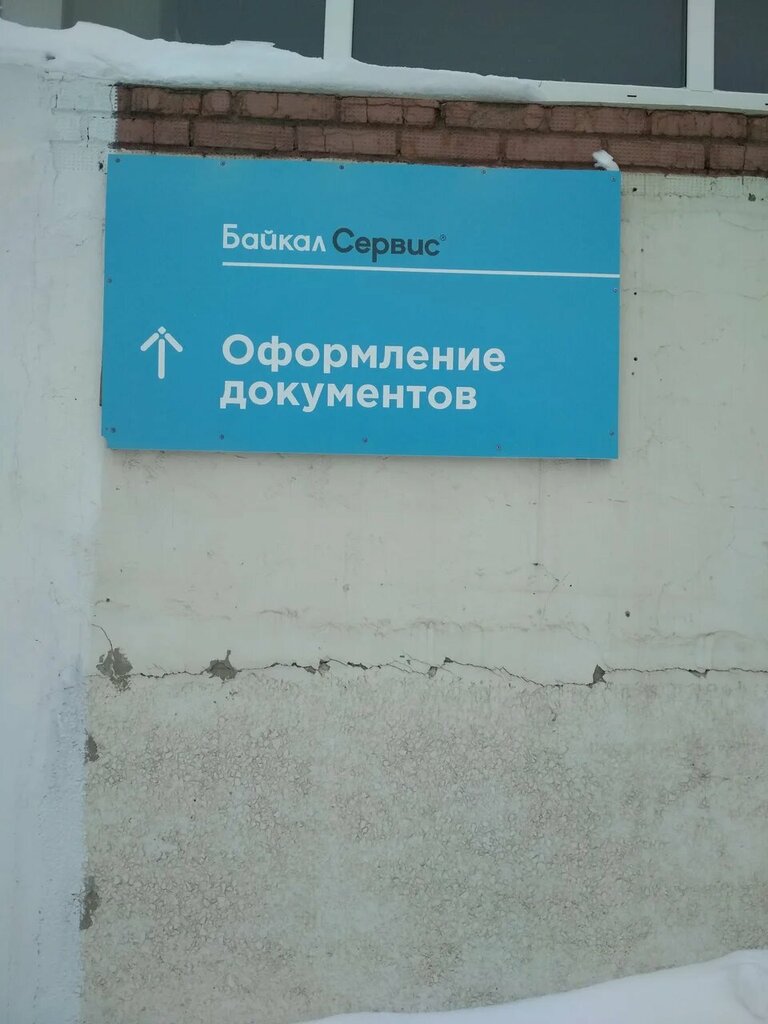 Байкал Сервис®
Оформление
документов